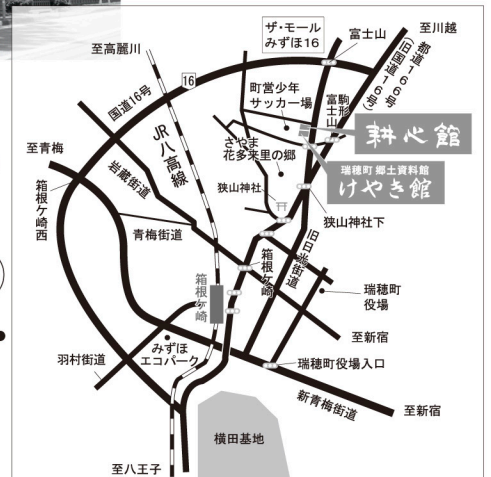 ザ・モール
みずほ16
富士山
至川越
至高麗川
16
国道16号
都道166号
(旧国道16号)
町営少年
サッカー場
駒形
富士山
耕心館
JR八高線
さやま
花多来里の郷
瑞穂町 郷土資料館
けやき館
至青梅
岩蔵街道
狭山神社
狭山神社下
箱根ケ崎西
青梅街道
旧日光街道
箱根ケ崎
瑞穂町
役場
箱根ケ崎
至新宿
みずほ
エコパーク
羽村街道
瑞穂町役場入口
新青梅街道
至新宿
横田基地
至八王子